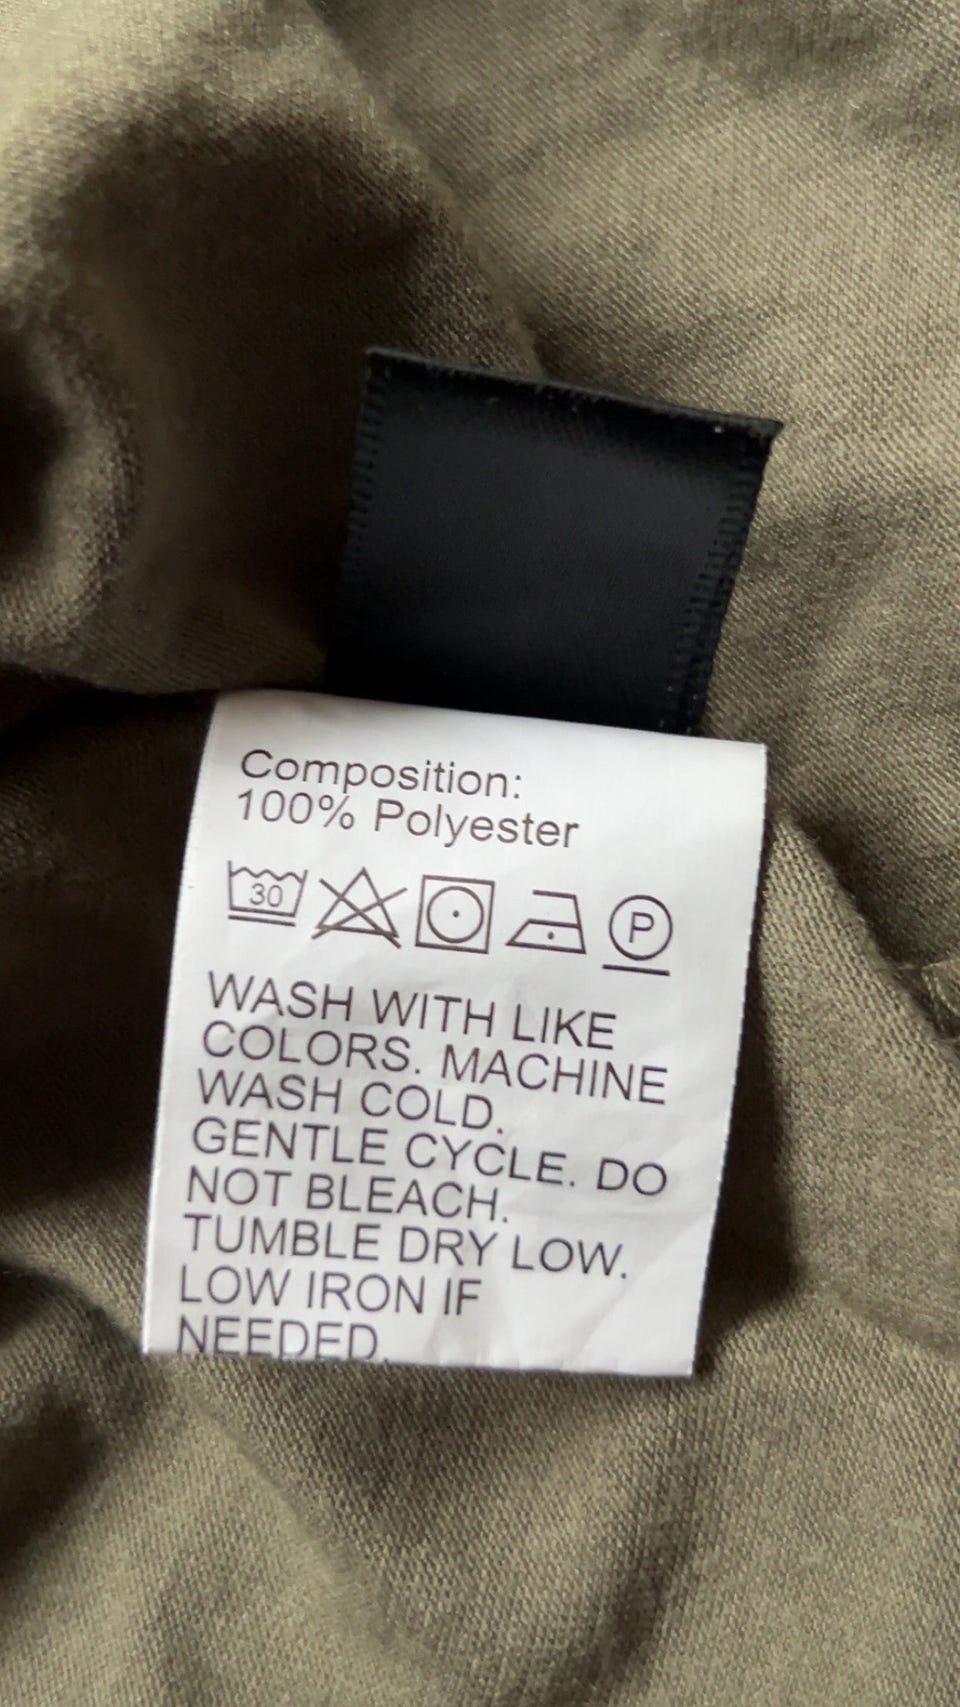 Composition:
100% Polyester
30
P
WASH WITH LIKE
COLORS. MACHINE
WASH COLD.
GENTLE CYCLE. DO
NOT BLEACH.
TUMBLE DRY LOW.
LOW IRON IF
NEEDED.